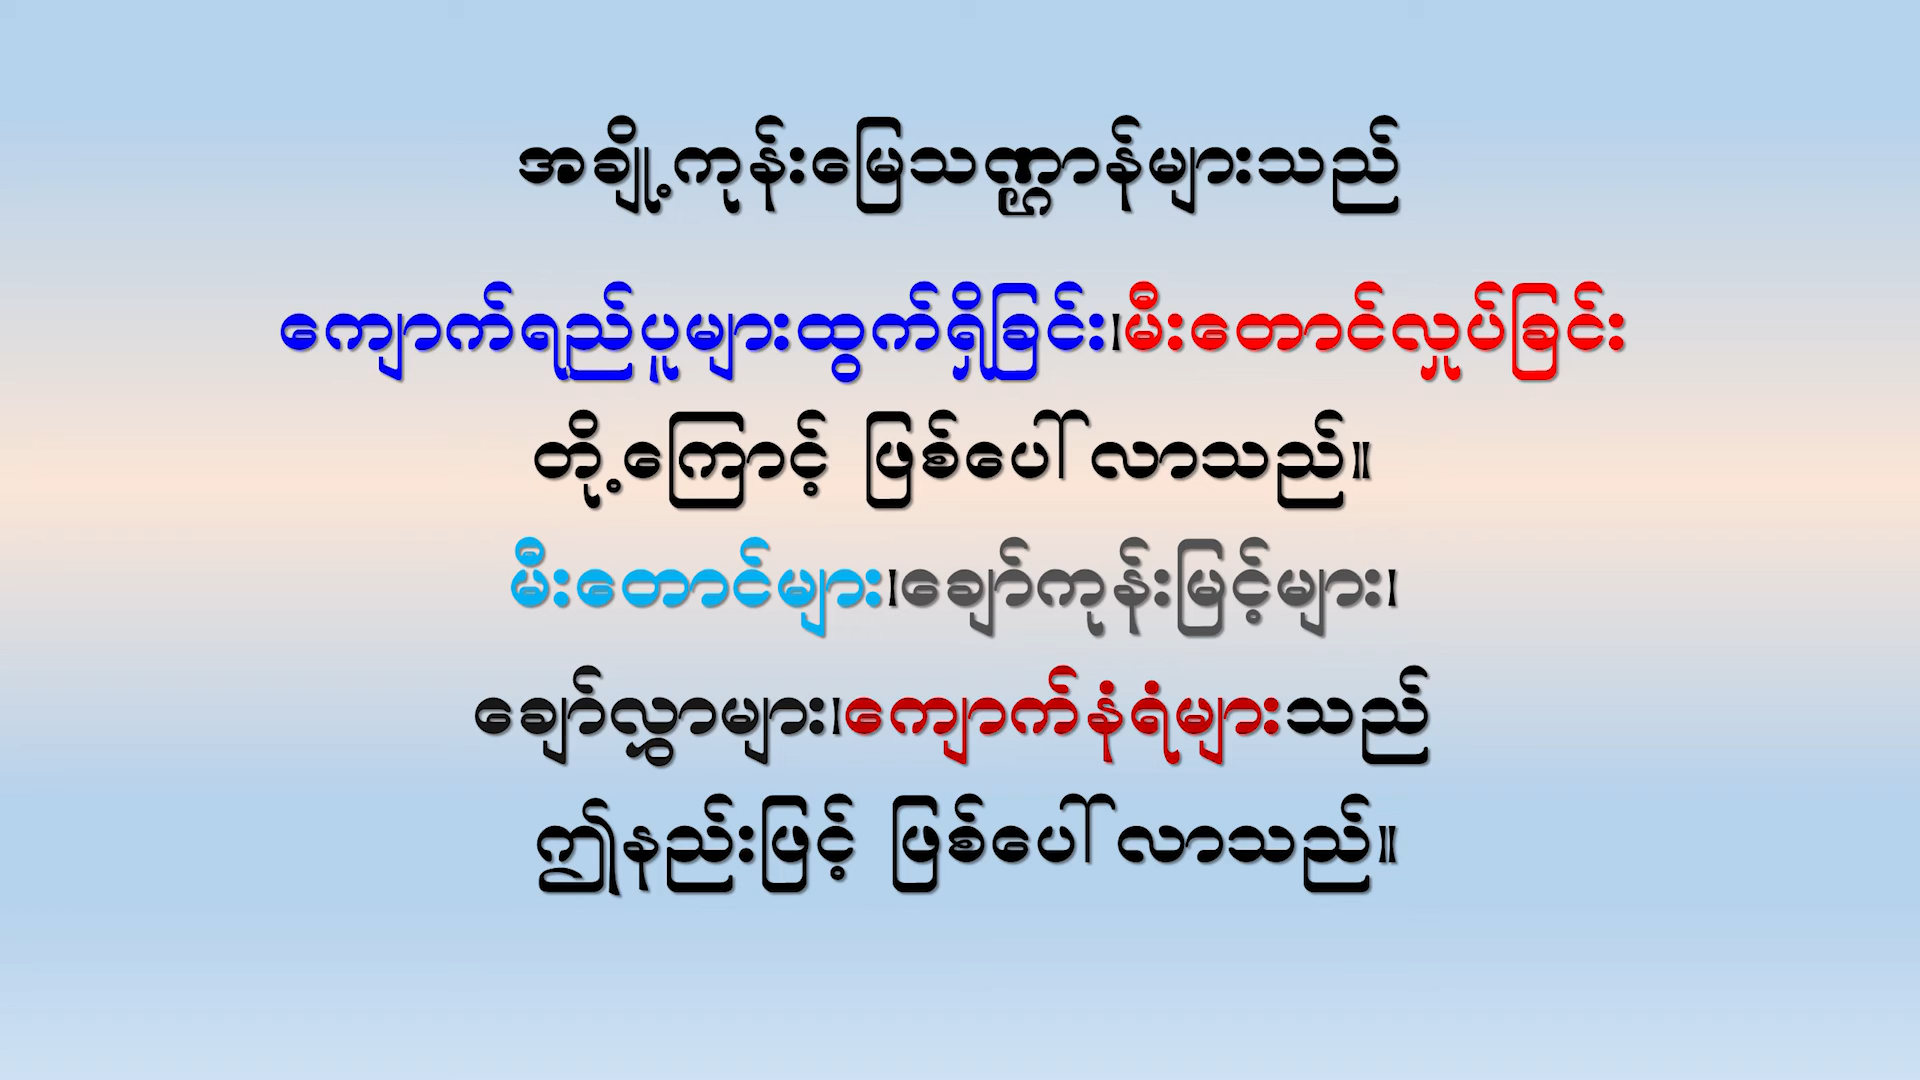 အချို့ကုန်းမြေသဏ္ဌာန်များသည်
ကျောက်ရည်ပူများထွက်ရှိခြင်း၊မီးတောင်လှုပ်ခြင်း
တို့ကြောင့် ဖြစ်ပေါ်လာသည်။
မီးတောင်များ၊ချော်ကုန်းမြင့်များ၊
ချော်လွှာများ၊ကျောက်နံရံများသည်
ဤနည်းဖြင့် ဖြစ်ပေါ်လာသည်။